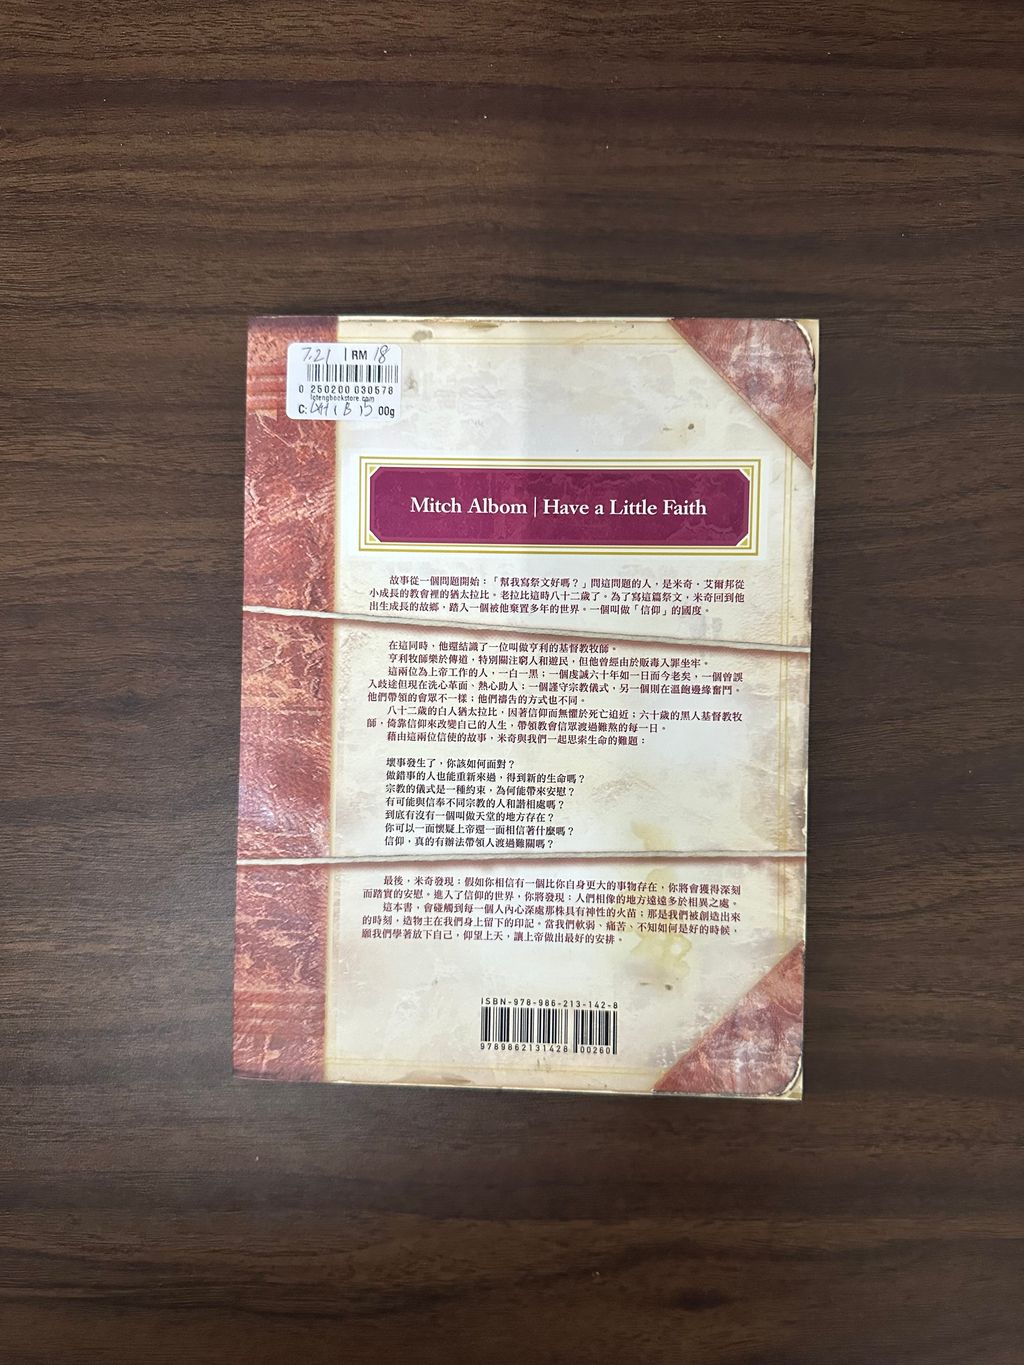 7.21 | RM 18
0 250200 030578
lotengbookstore.com
C: 00g
Mitch Albom | Have a Little Faith
故事從一個問題開始：「幫我寫祭文好嗎？」問這問題的人，是米奇・艾爾邦從
小成長的教會裡的猶太拉比。老拉比這時八十二歲了。為了寫這篇祭文，米奇回到他
出生成長的故鄉，踏入一個被他棄置多年的世界。一個叫做「信仰」的國度。
在這同時，他還結識了一位叫做亨利的基督教牧師。
亨利牧師樂於傳道，特別關注窮人和遊民，但他曾經由於販毒入罪坐牢。
這兩位為上帝工作的人，一白一黑；一個虔誠六十年如一日而今老矣，一個曾誤
入歧途但現在洗心革面、熱心助人；一個謹守宗教儀式，另一個則在溫飽邊緣奮鬥。
他們帶領的會眾不一樣；他們禱告的方式也不同。
八十二歲的白人猶太拉比，因著信仰而無懼於死亡迫近；六十歲的黑人基督教牧
師，倚靠信仰來改變自己的人生，帶領教會信眾渡過難熬的每一日。
藉由這兩位信使的故事，米奇與我們一起思索生命的難題：
壞事發生了，你該如何面對？
做錯事的人也能重新來過，得到新的生命嗎？
宗教的儀式是一種約束，為何能帶來安慰？
有可能與信奉不同宗教的人和諧相處嗎？
到底有沒有一個叫做天堂的地方存在？
你可以一面懷疑上帝還一面相信著什麼嗎？
信仰，真的有辦法帶領人渡過難關嗎？
最後，米奇發現：假如你相信有一個比你自身更大的事物存在，你將會獲得深刻
而踏實的安慰。進入了信仰的世界，你將發現：人們相像的地方遠遠多於相異之處。
這本書，會碰觸到每一個人內心深處那株具有神性的火苗；那是我們被創造出來
的時刻，造物主在我們身上留下的印記。當我們軟弱、痛苦、不知如何是好的時候，
願我們學著放下自己，仰望上天，讓上帝做出最好的安排。
ISBN-978-986-213-142-8
9789862131428 00260